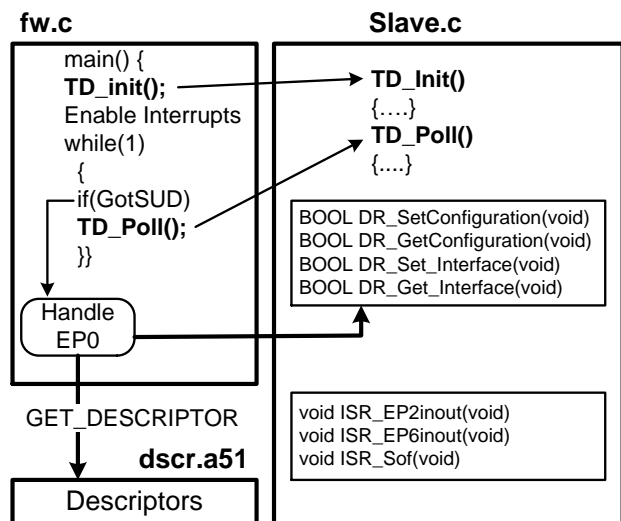 fw.c
main() {
TD_init();
Enable Interrupts
while(1)
{
if(GotSUD)
TD_Poll();
}}
Handle
EP0
GET_DESCRIPTOR
dscr.a51
Descriptors
Slave.c
TD_Init()
{....}
TD_Poll()
{....}
BOOL DR_SetConfiguration(void)
BOOL DR_GetConfiguration(void)
BOOL DR_Set_Interface(void)
BOOL DR_Get_Interface(void)
void ISR_EP2inout(void)
void ISR_EP6inout(void)
void ISR_Sof(void)